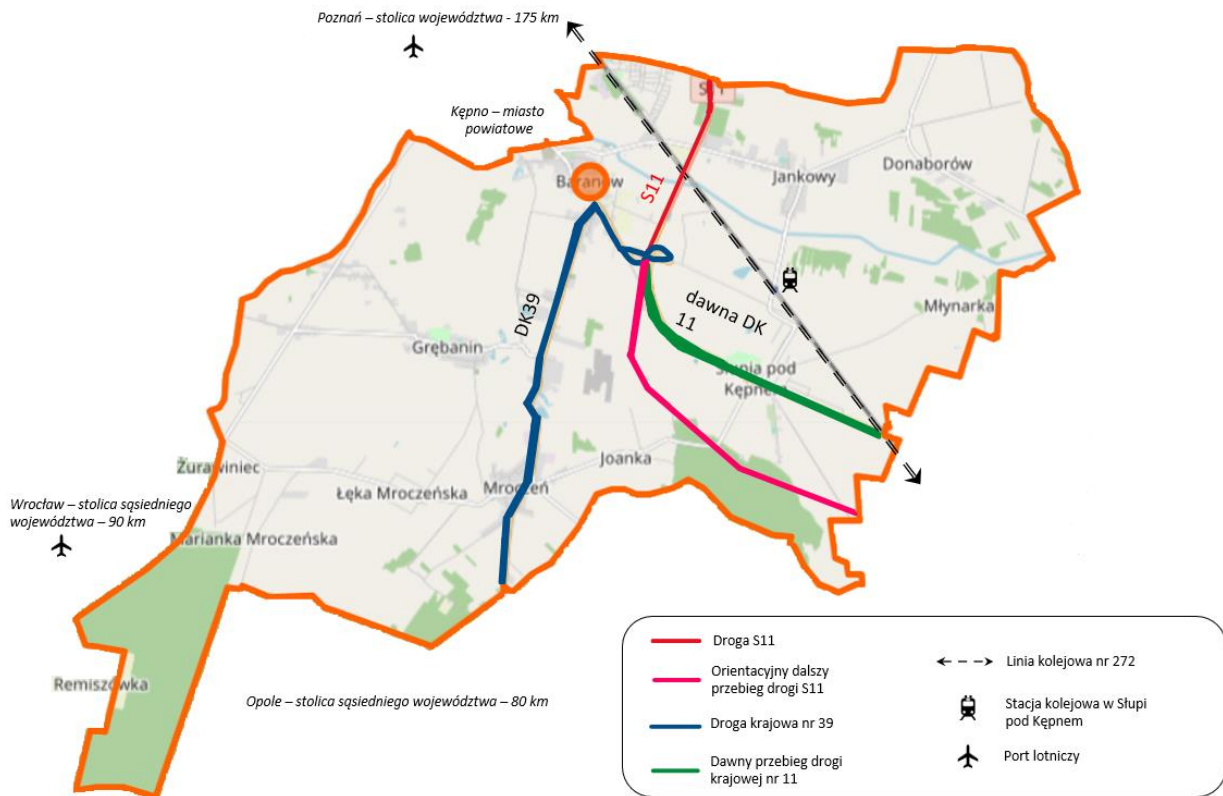 Poznań – stolica województwa - 175 km
Kępno – miasto
powiatowe
S11
Baranów
Jankowy
Donaborów
S11
DK39
dawna DK
11
Młynarka
Grębanin
Słupia pod
Kępnem
Joanka
Żurawiniec
Łęka Mroczeńska
Mroczeń
Wrocław – stolica sąsiedniego
województwa – 90 km
Marianka Mroczeńska
Remiszówka
Opole – stolica sąsiedniego województwa – 80 km
Droga S11
Orientacyjny dalszy
przebieg drogi S11
Droga krajowa nr 39
Dawny przebieg drogi
krajowej nr 11
Linia kolejowa nr 272
Stacja kolejowa w Słupi
pod Kępnem
Port lotniczy